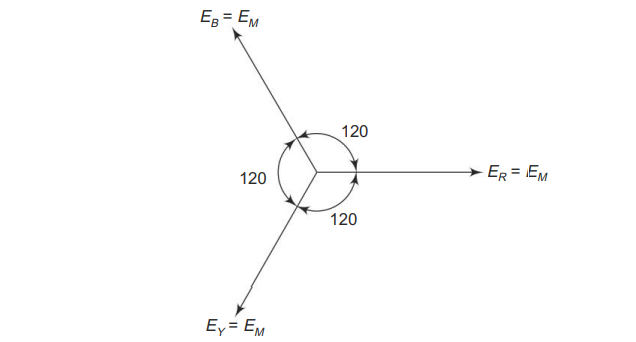 E_B = E_M
120
E_R = E_M
120
120
E_Y = E_M